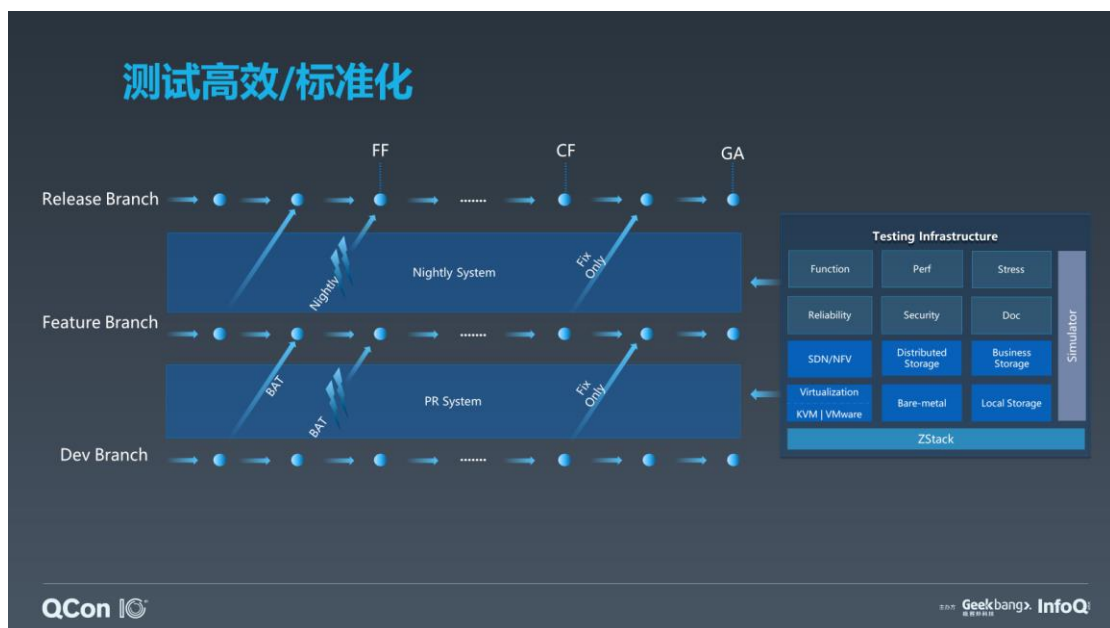 测试高效/标准化
FF
CF
GA
Release Branch
.......
Nightly
Nightly System
Fix
Only
Feature Branch
.......
BAT
BAT
PR System
Fix
Only
Dev Branch
.......
Testing Infrastructure
Function
Perf
Stress
Reliability
Security
Doc
SDN/NFV
Distributed
Storage
Business
Storage
Virtualization
KVM | VMware
Bare-metal
Local Storage
Simulator
ZStack
QCon
Geekbang>.
InfoQ